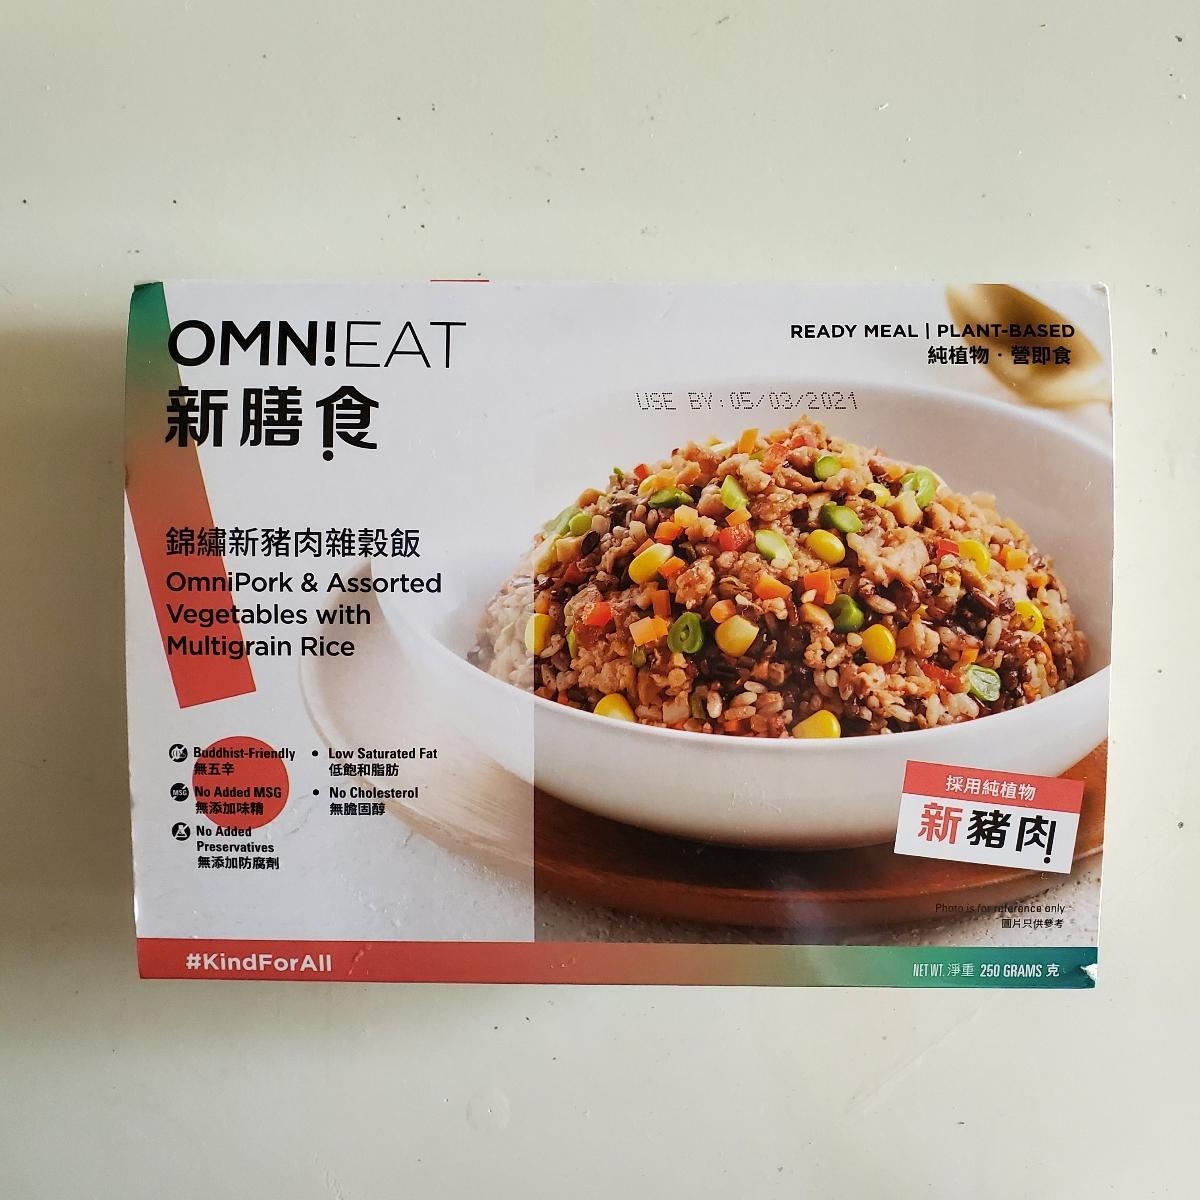 OMN!EAT
新膳食
READY MEAL | PLANT-BASED
純植物 · 營即食
USE BY:05/03/2021
錦繡新豬肉雜穀飯
OmniPork & Assorted
Vegetables with
Multigrain Rice
Buddhist-Friendly
無五辛
MSG
No Added MSG
無添加味精
No Added
Preservatives
無添加防腐劑
• Low Saturated Fat
低飽和脂肪
• No Cholesterol
無膽固醇
採用純植物
新豬肉!
Photo is for reference only
圖片只供參考
#KindForAll
NET WT. 淨重 250 GRAMS 克